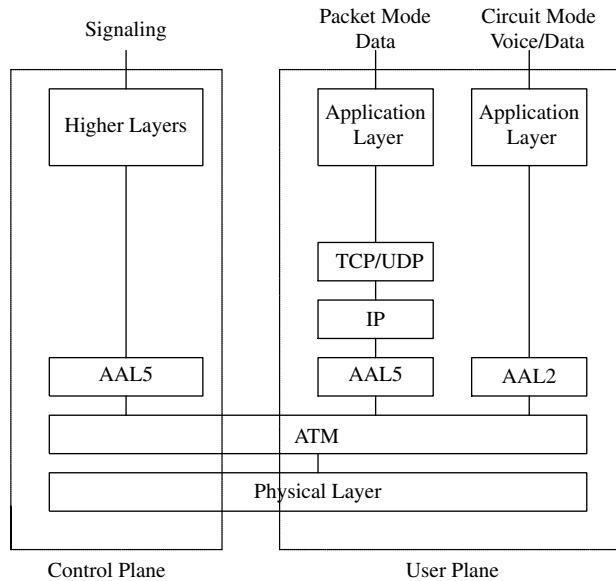 Signaling
Packet Mode
Data
Circuit Mode
Voice/Data
Higher Layers
Application
Layer
Application
Layer
TCP/UDP
IP
AAL5
AAL5
AAL2
ATM
Physical Layer
Control Plane
User Plane